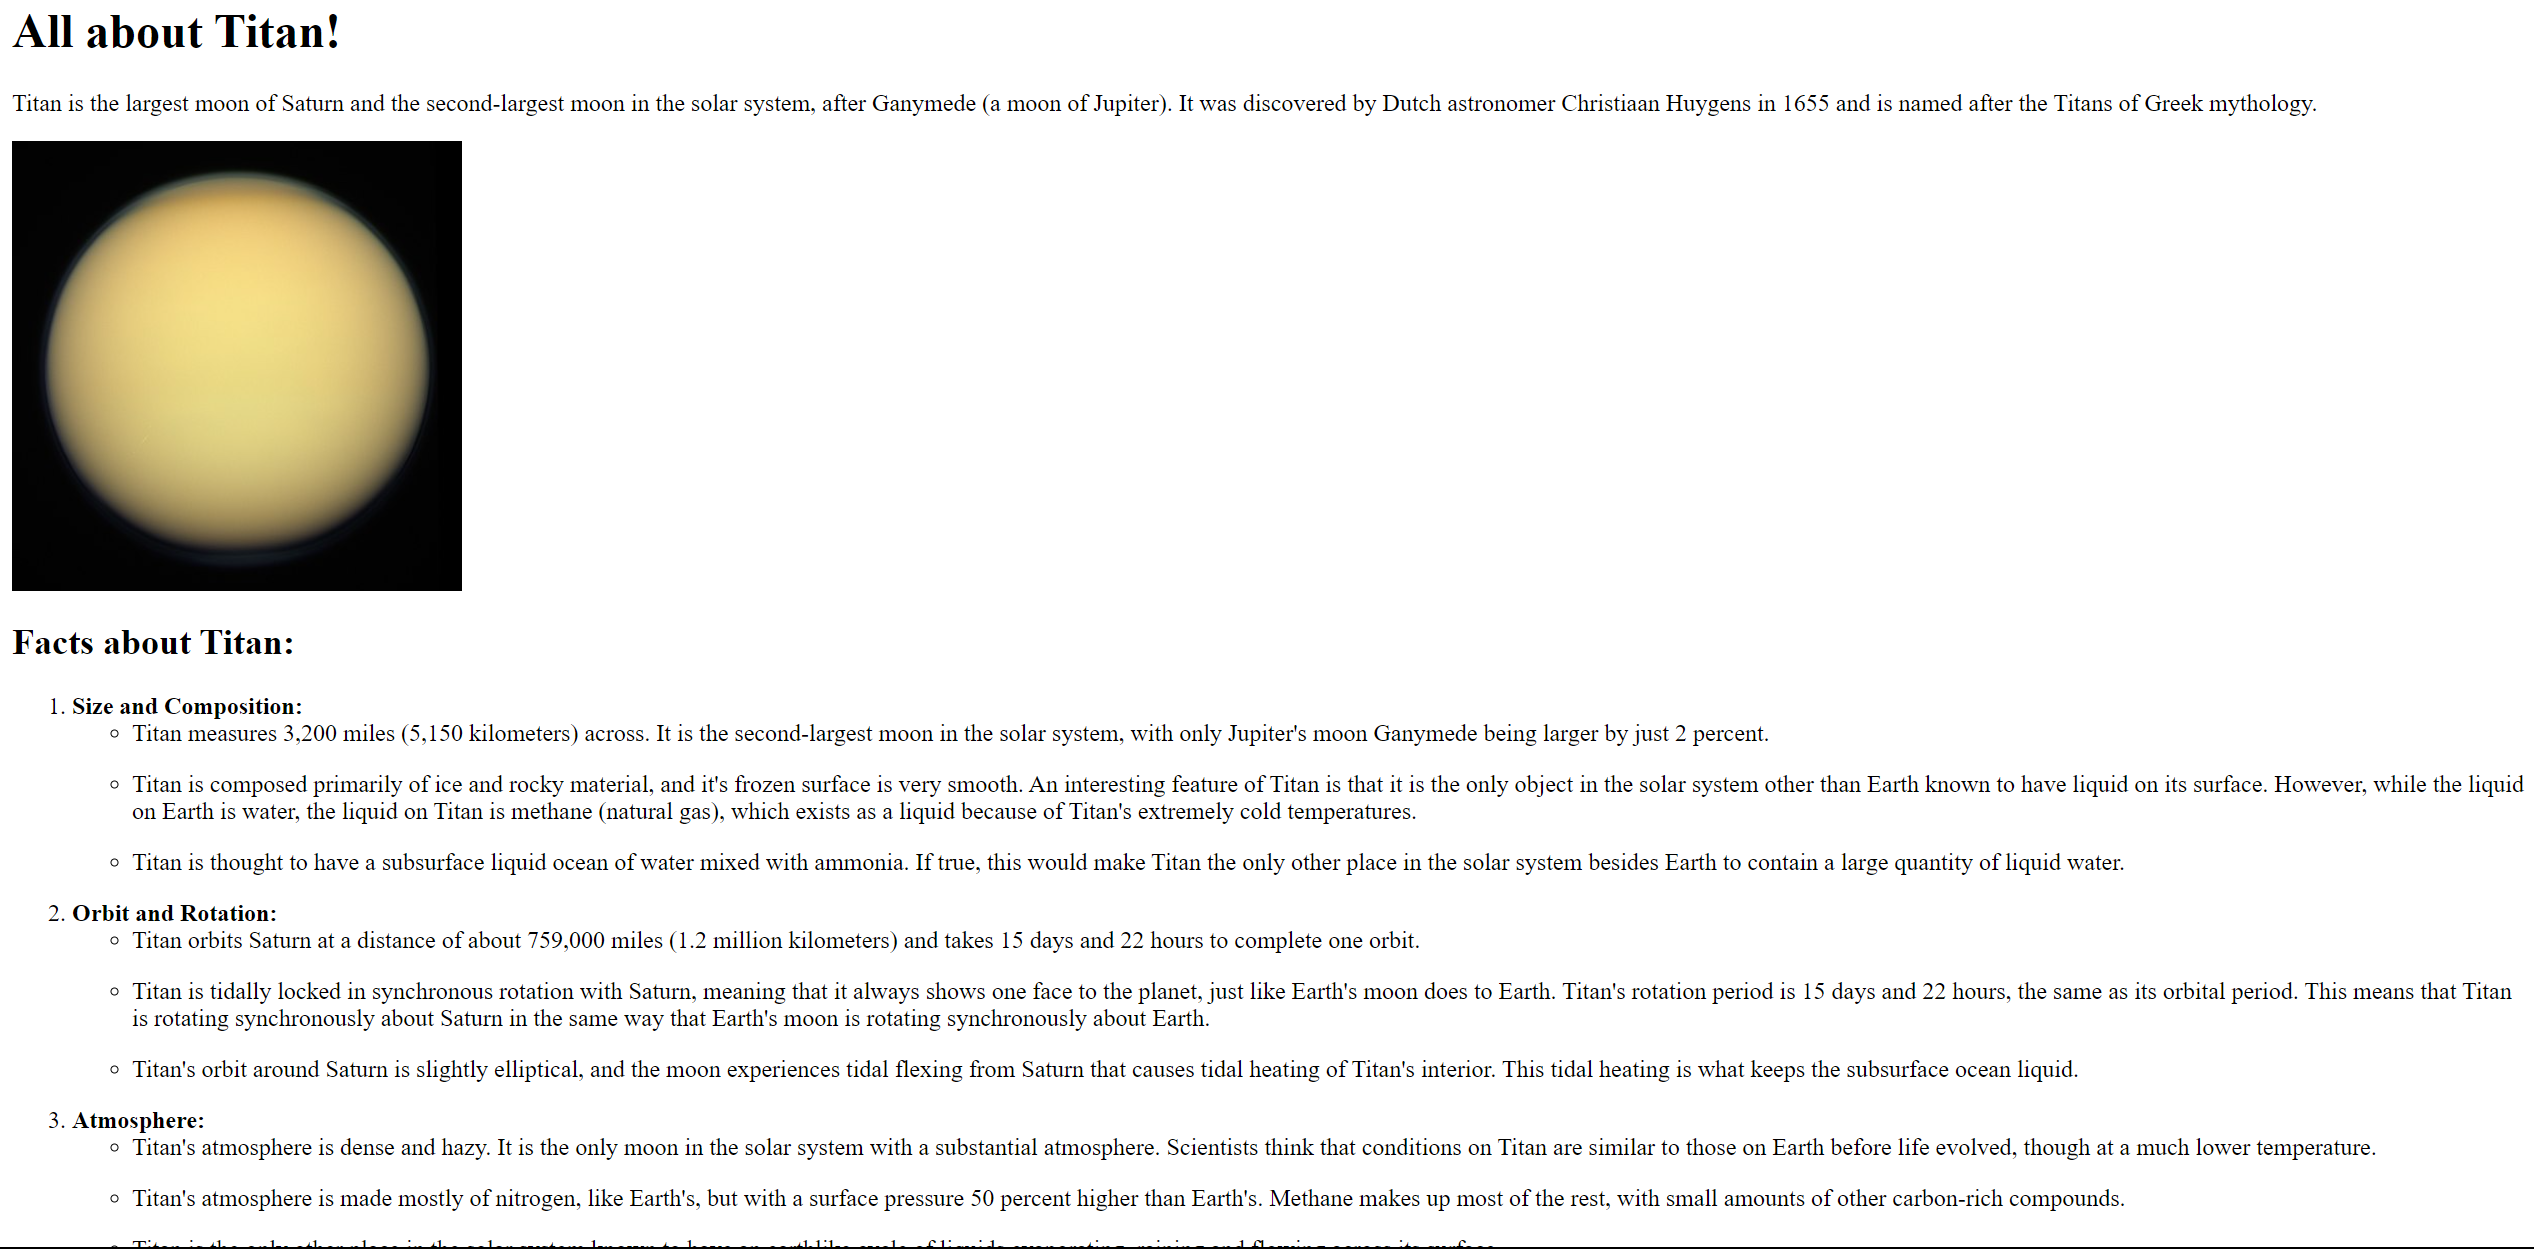 All about Titan!
Titan is the largest moon of Saturn and the second-largest moon in the solar system, after Ganymede (a moon of Jupiter). It was discovered by Dutch astronomer Christiaan Huygens in 1655 and is named after the Titans of Greek mythology.
Facts about Titan:
1. Size and Composition:
◦ Titan measures 3,200 miles (5,150 kilometers) across. It is the second-largest moon in the solar system, with only Jupiter's moon Ganymede being larger by just 2 percent.
◦ Titan is composed primarily of ice and rocky material, and it's frozen surface is very smooth. An interesting feature of Titan is that it is the only object in the solar system other than Earth known to have liquid on its surface. However, while the liquid
on Earth is water, the liquid on Titan is methane (natural gas), which exists as a liquid because of Titan's extremely cold temperatures.
◦ Titan is thought to have a subsurface liquid ocean of water mixed with ammonia. If true, this would make Titan the only other place in the solar system besides Earth to contain a large quantity of liquid water.
2. Orbit and Rotation:
◦ Titan orbits Saturn at a distance of about 759,000 miles (1.2 million kilometers) and takes 15 days and 22 hours to complete one orbit.
◦ Titan is tidally locked in synchronous rotation with Saturn, meaning that it always shows one face to the planet, just like Earth's moon does to Earth. Titan's rotation period is 15 days and 22 hours, the same as its orbital period. This means that Titan
is rotating synchronously about Saturn in the same way that Earth's moon is rotating synchronously about Earth.
◦ Titan's orbit around Saturn is slightly elliptical, and the moon experiences tidal flexing from Saturn that causes tidal heating of Titan's interior. This tidal heating is what keeps the subsurface ocean liquid.
3. Atmosphere:
◦ Titan's atmosphere is dense and hazy. It is the only moon in the solar system with a substantial atmosphere. Scientists think that conditions on Titan are similar to those on Earth before life evolved, though at a much lower temperature.
◦ Titan's atmosphere is made mostly of nitrogen, like Earth's, but with a surface pressure 50 percent higher than Earth's. Methane makes up most of the rest, with small amounts of other carbon-rich compounds.